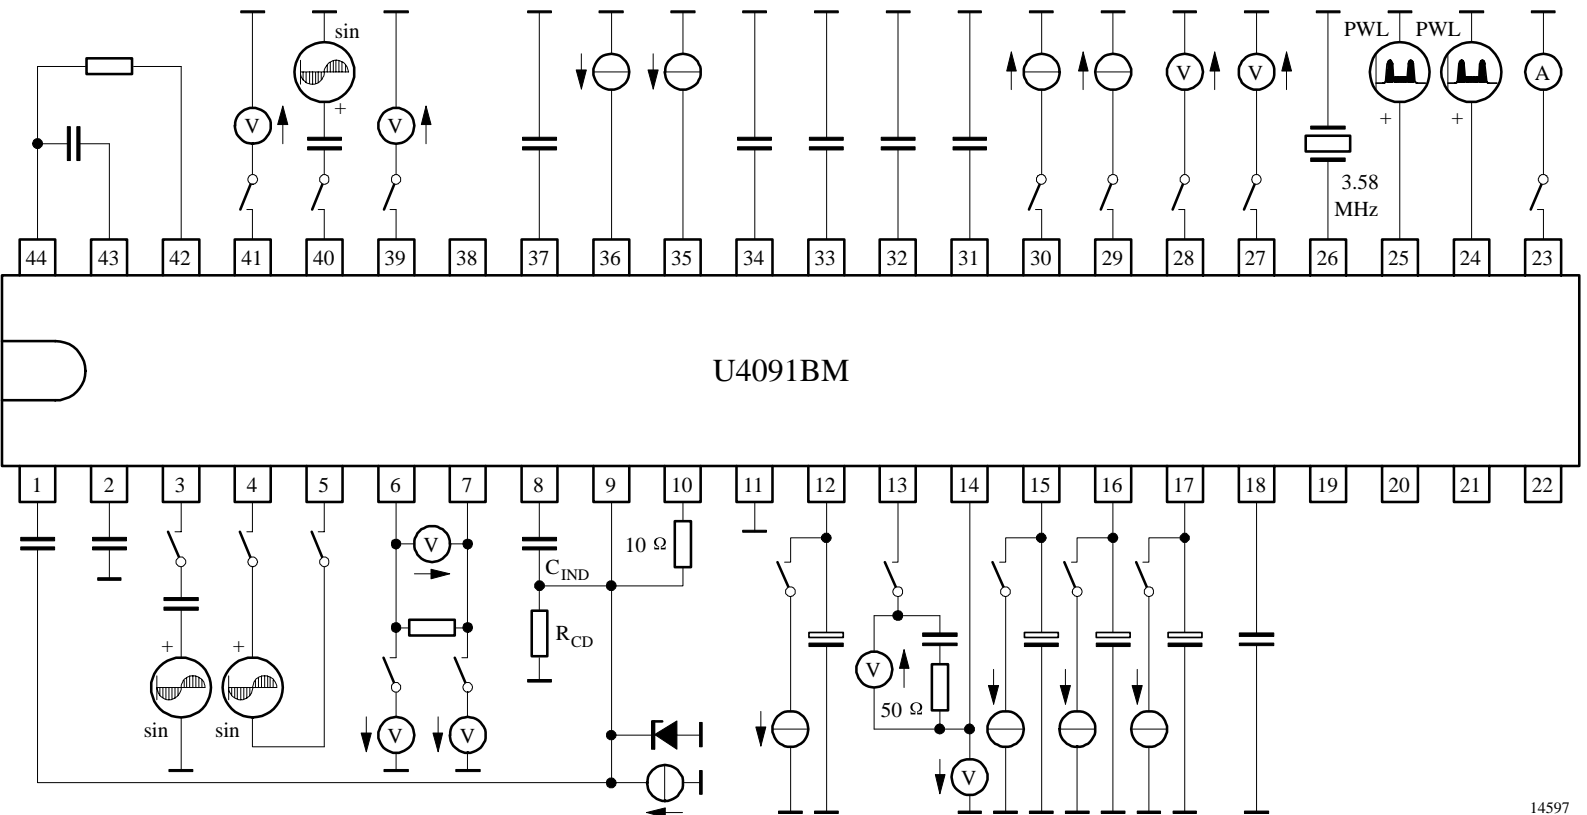 sin
PWL PWL
V V V V A
+ + +
3.58
MHz
44 43 42 41 40 39 38 37 36 35 34 33 32 31 30 29 28 27 26 25 24 23
U4091BM
1 2 3 4 5 6 7 8 9 10 11 12 13 14 15 16 17 18 19 20 21 22
V
10 Ω
C IND
R CD
+ +
V
50 Ω
sin sin
V V
V
14597